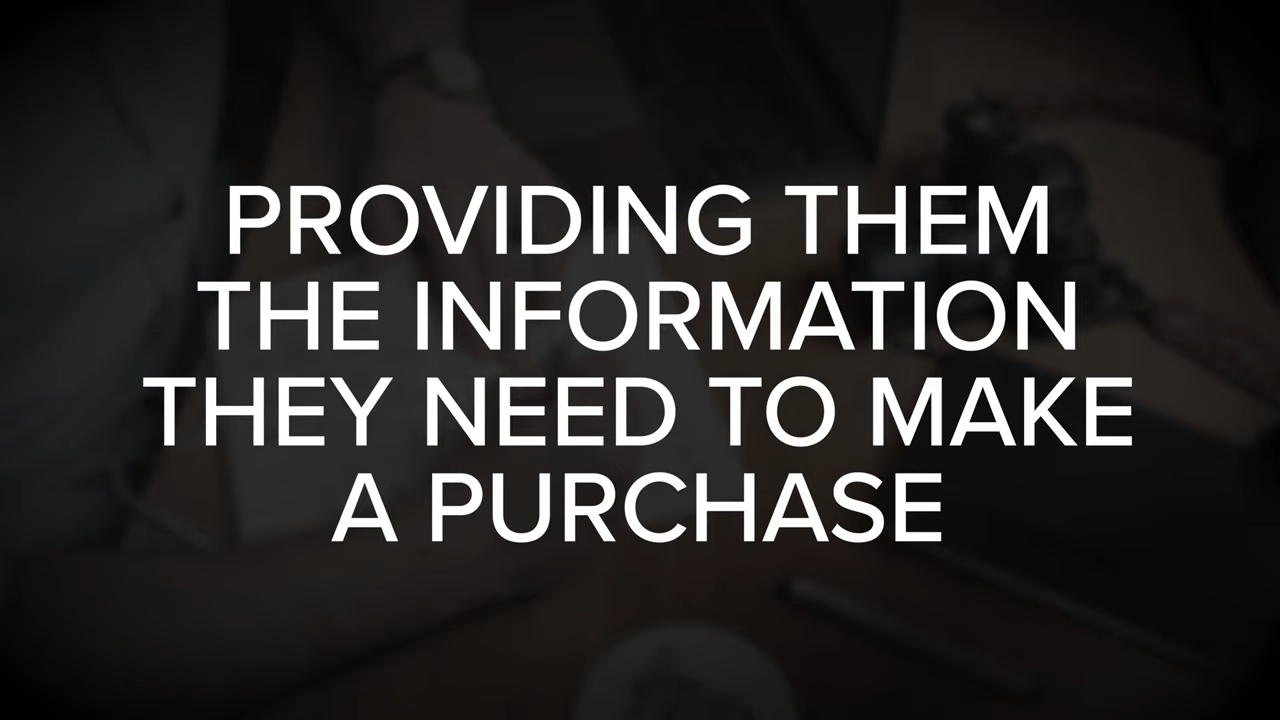 PROVIDING THEM
THE INFORMATION
THEY NEED TO MAKE
A PURCHASE